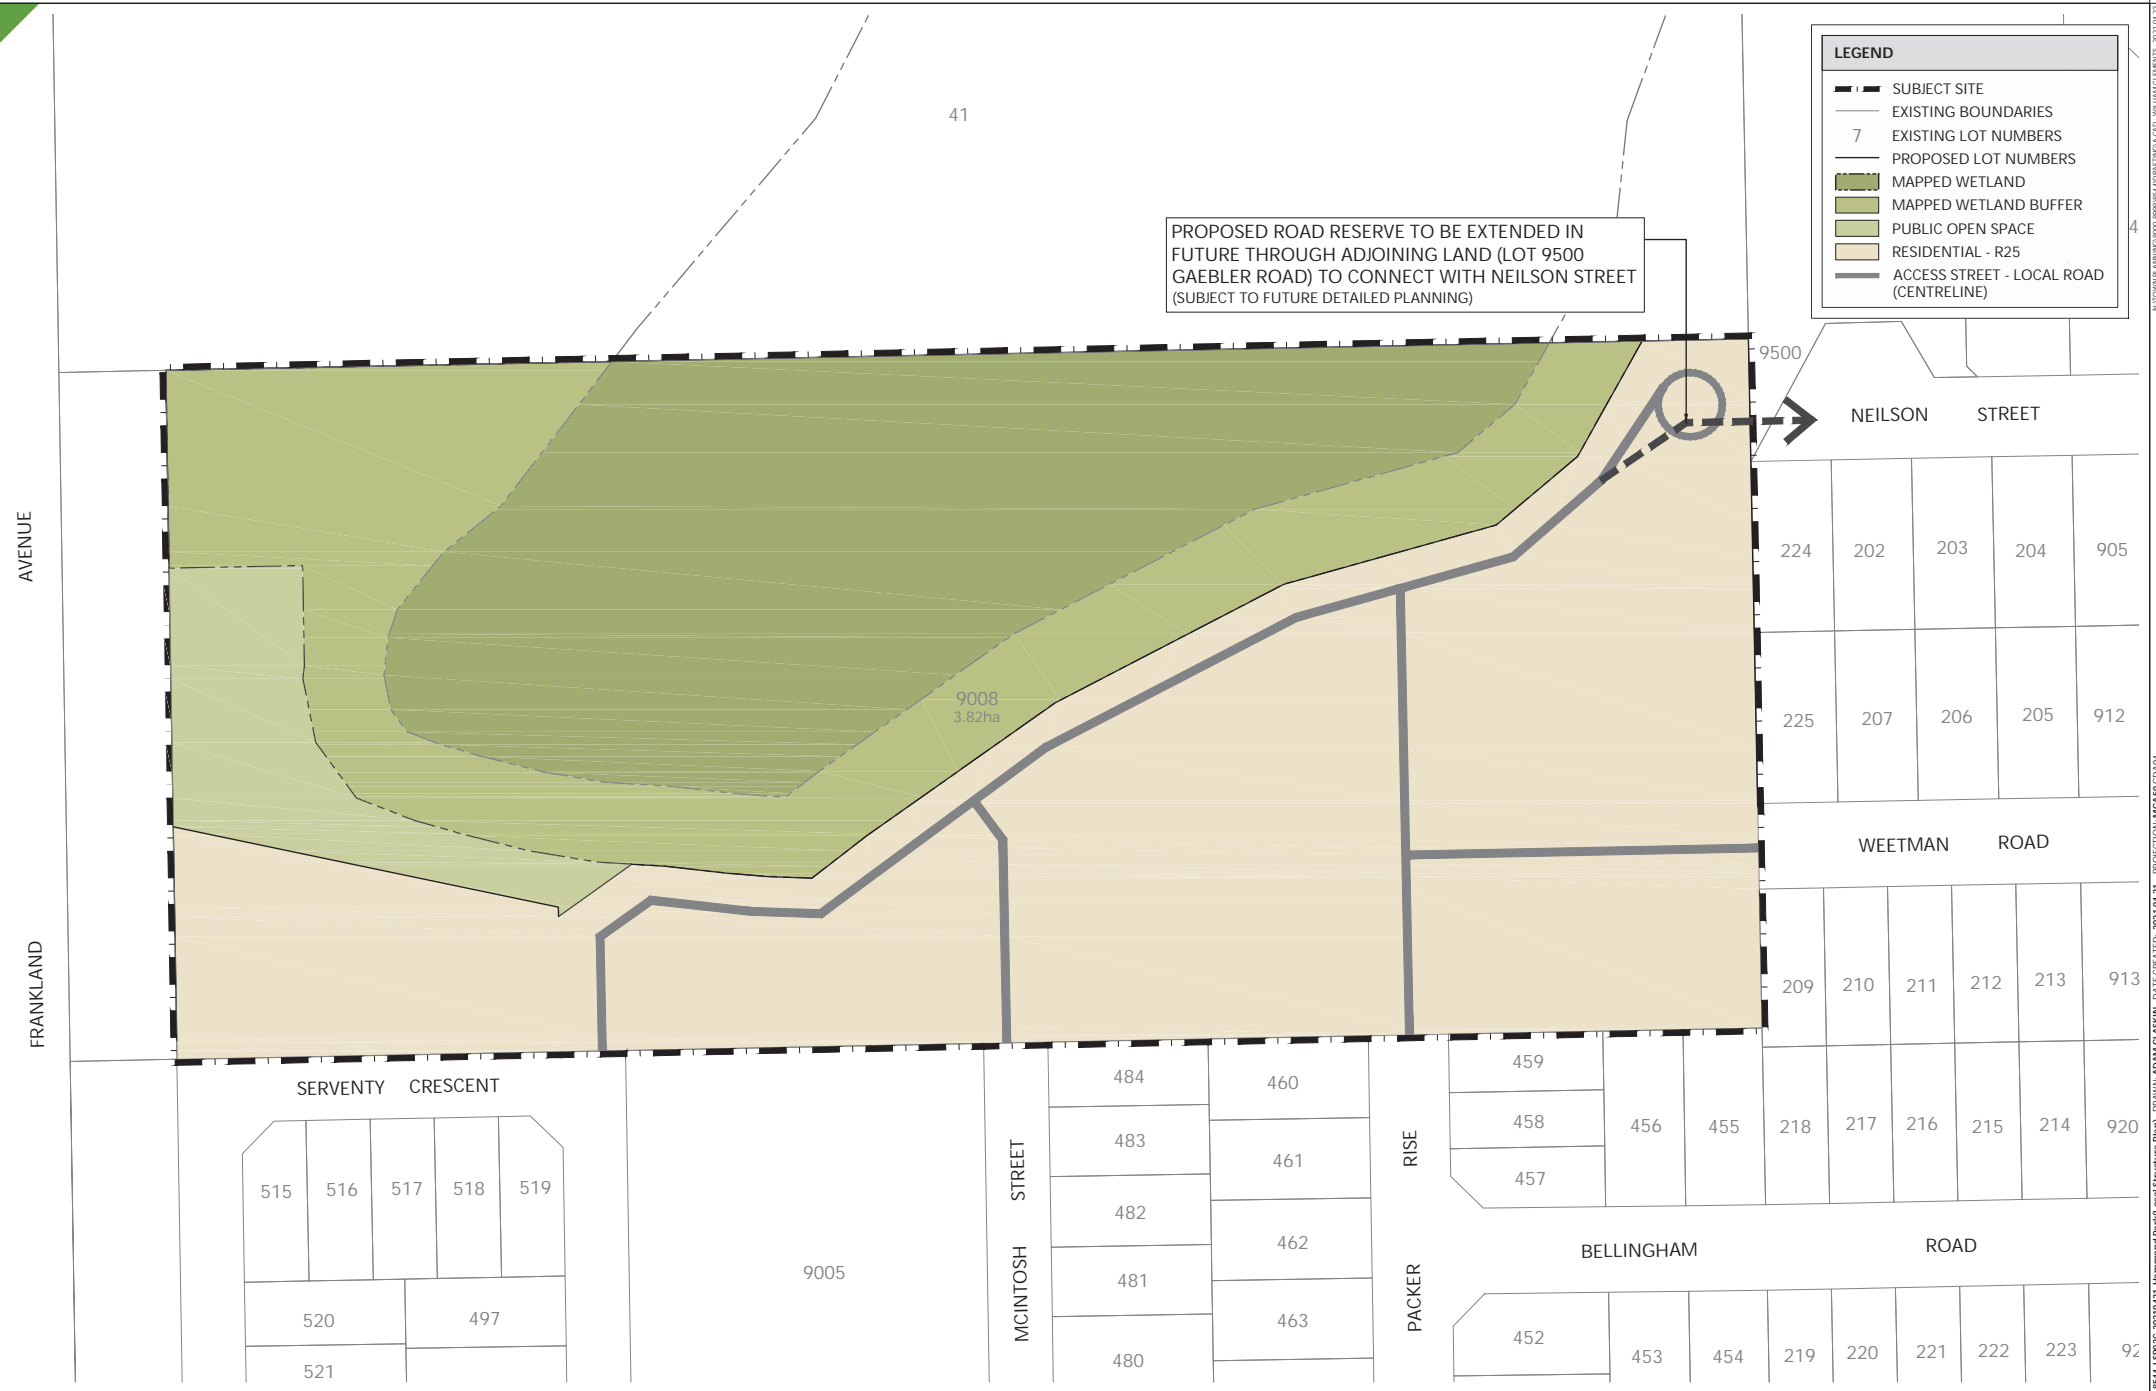 LEGEND
SUBJECT SITE
EXISTING BOUNDARIES
7 EXISTING LOT NUMBERS
PROPOSED LOT NUMBERS
MAPPED WETLAND
MAPPED WETLAND BUFFER
PUBLIC OPEN SPACE
RESIDENTIAL - R25
ACCESS STREET - LOCAL ROAD
(CENTRELINE)
41
4
PROPOSED ROAD RESERVE TO BE EXTENDED IN
FUTURE THROUGH ADJOINING LAND (LOT 9500
GAEBLER ROAD) TO CONNECT WITH NEILSON STREET
(SUBJECT TO FUTURE DETAILED PLANNING)
9500
NEILSON STREET
AVENUE
FRANKLAND
224 202 203 204 905
9008
3.82ha
225 207 206 205 912
WEETMAN ROAD
209 210 211 212 213 913
SERVENTY CRESCENT
484 460 459
483 461 458
482 462 457
481 463
480
456 455 218 217 216 215 214 920
515 516 517 518 519
520 497
521
9005
MCINTOSH STREET
PACKER RISE
BELLINGHAM ROAD
452 453 454 219 220 221 222 223 92